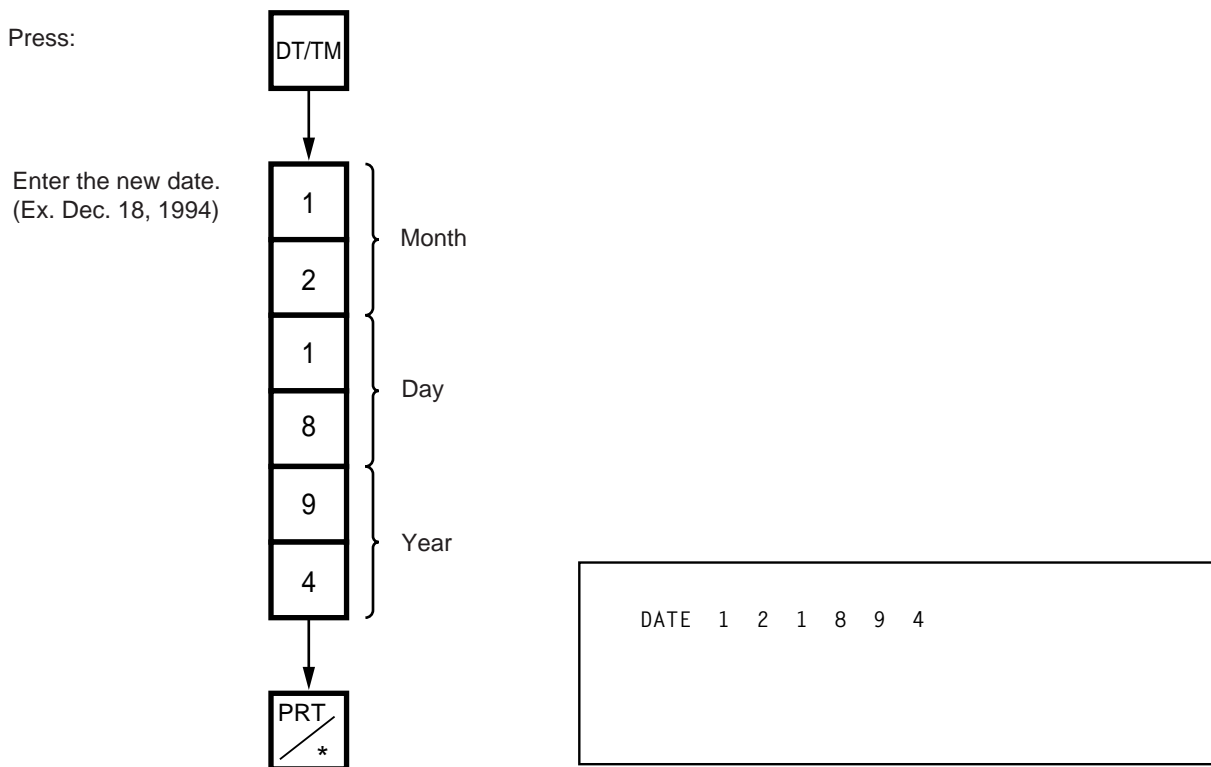 Press:
DT/TM
Enter the new date.
(Ex. Dec. 18, 1994)
1
2
Month
1
8
Day
9
4
Year
DATE 1 2 1 8 9 4
PRT
*